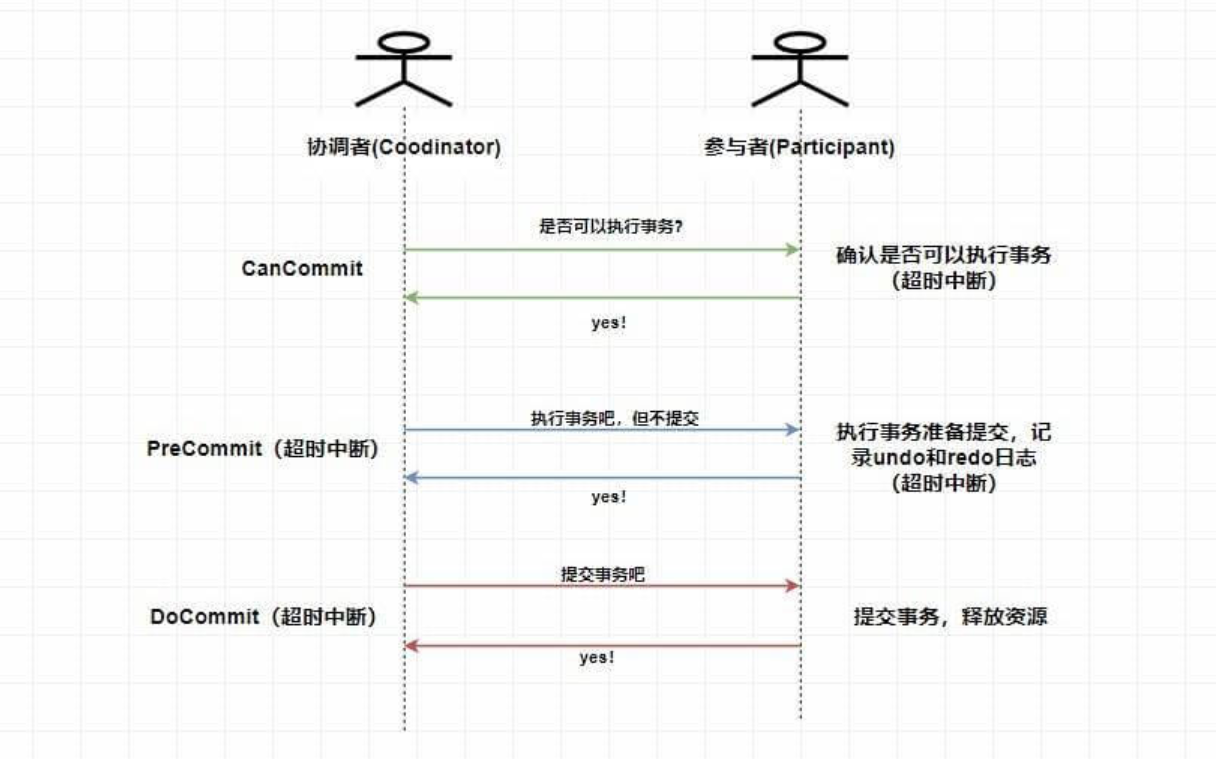 协调者(Coodinator)
参与者(Participant)
是否可以执行事务?
CanCommit
确认是否可以执行事务
（超时中断）
yes!
执行事务吧，但不提交
PreCommit（超时中断）
执行事务准备提交，记
录undo和redo日志
（超时中断）
yes!
提交事务吧
DoCommit（超时中断）
提交事务，释放资源
yes!